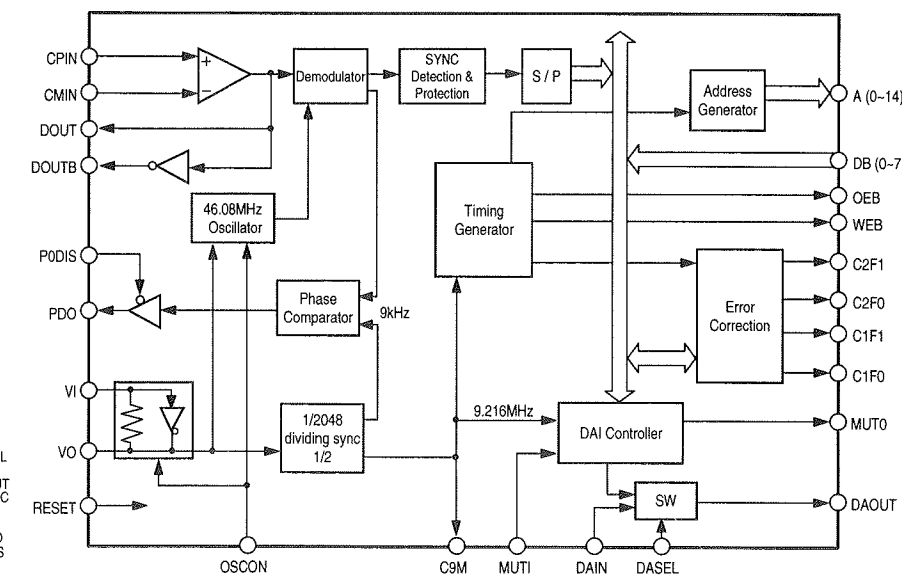 CPIN
CMIN
DOUT
DOUTB
P0DIS
PDO
VI
VO
RESET
L
UT
C
O
S
+
−
Demodulator
SYNC
Detection &
Protection
S / P
Address
Generator
46.08MHz
Oscillator
Timing
Generator
Phase
Comparator
9kHz
Error
Correction
1/2048
dividing sync
1/2
9.216MHz
DAI Controller
SW
A (0~14)
DB (0~7
OEB
WEB
C2F1
C2F0
C1F1
C1F0
MUT0
DAOUT
OSCON
C9M
MUTI
DAIN
DASEL